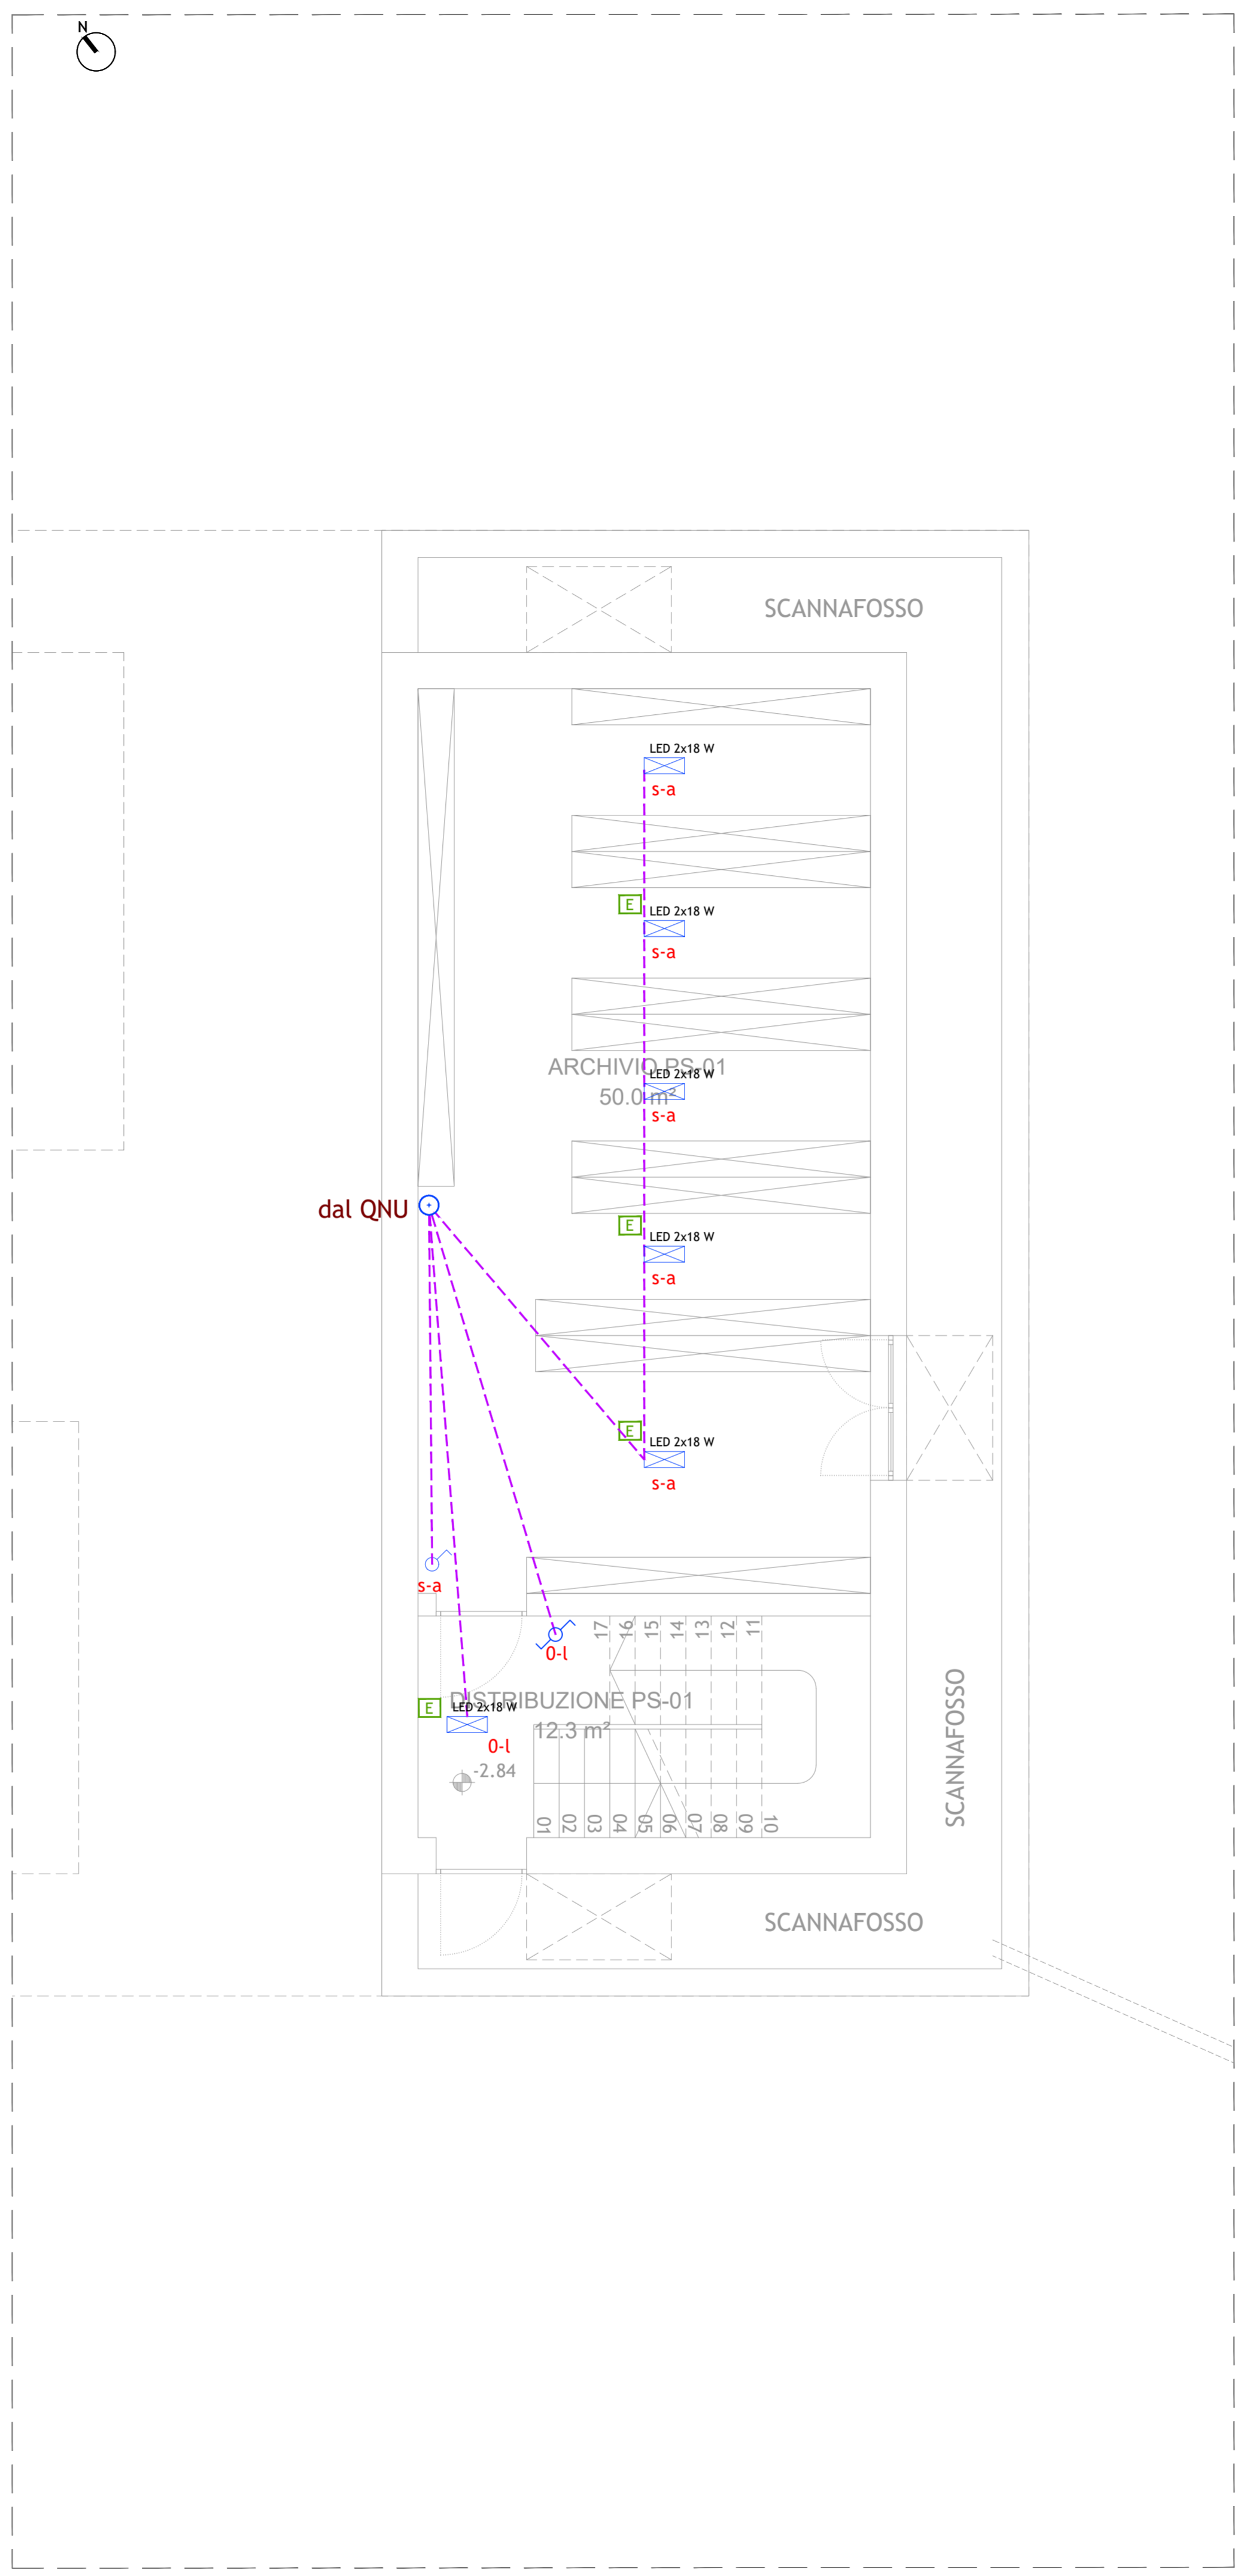 N
SCANNAFOSSO
LED 2x18 W
s-a
E
LED 2x18 W
s-a
ARCHIVIO PS-01
LED 2x18 W
50.0 m²
s-a
dal QNU
E
LED 2x18 W
s-a
E
LED 2x18 W
s-a
s-a
17 16 15 14 13 12 11
0-l
DISTRIBUZIONE PS-01
E
LED 2x18 W
12.3 m²
0-l
-2.84
01 02 03 04 05 06 07 08 09 10
SCANNAFOSSO
SCANNAFOSSO